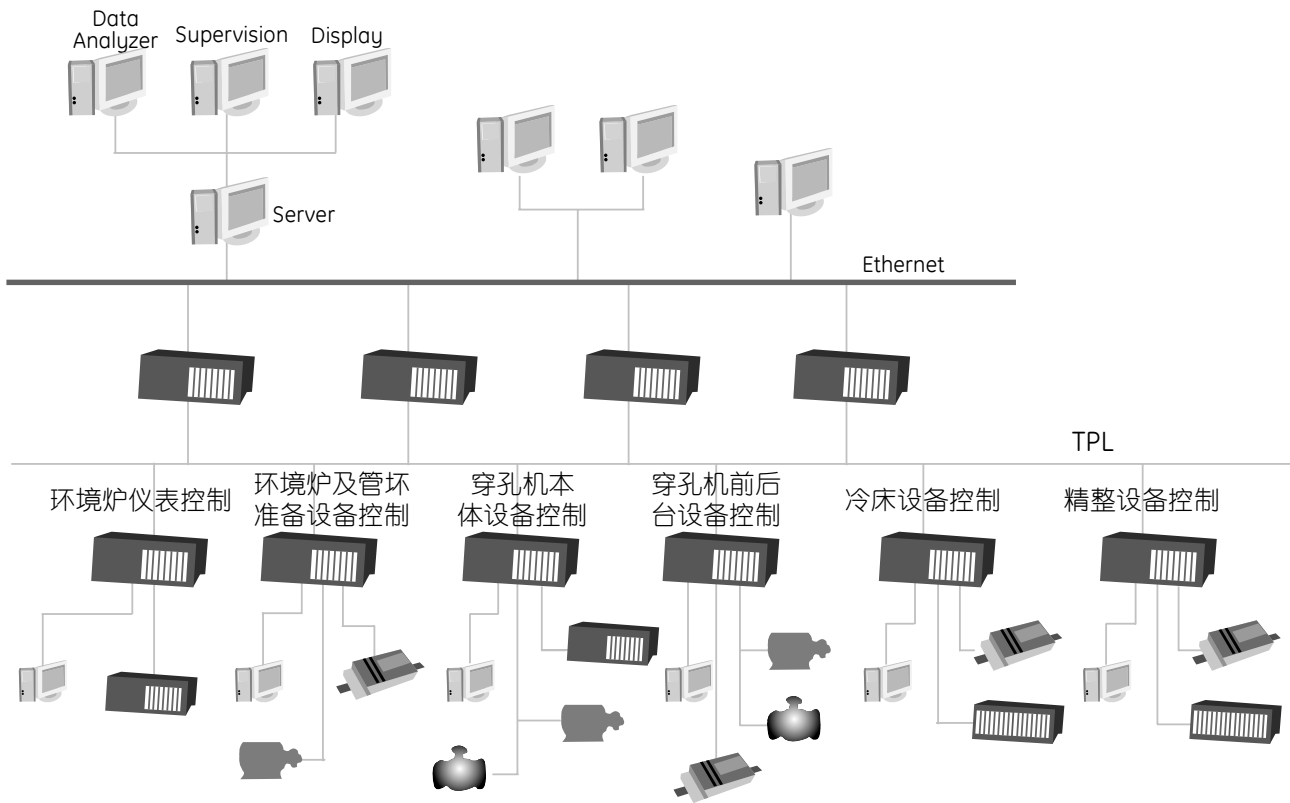 Data
Analyzer
Supervision
Display
Server
Ethernet
TPL
环境炉仪表控制
环境炉及管坯
准备设备控制
穿孔机本
体设备控制
穿孔机前后
台设备控制
冷床设备控制
精整设备控制